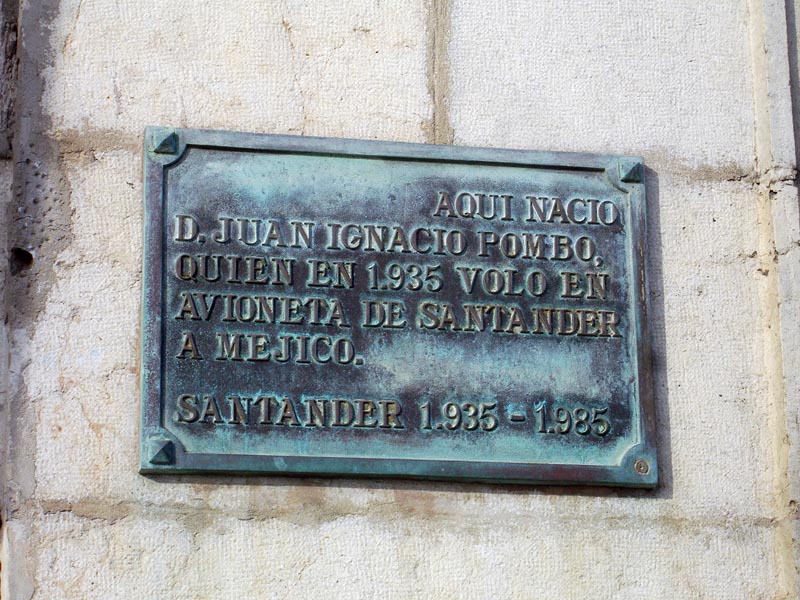 AQUI NACIO
D. JUAN IGNACIO POMBO,
QUIEN EN 1.935 VOLO EN
AVIONETA DE SANTANDER
A MEJICO.
SANTANDER 1.935 - 1.985